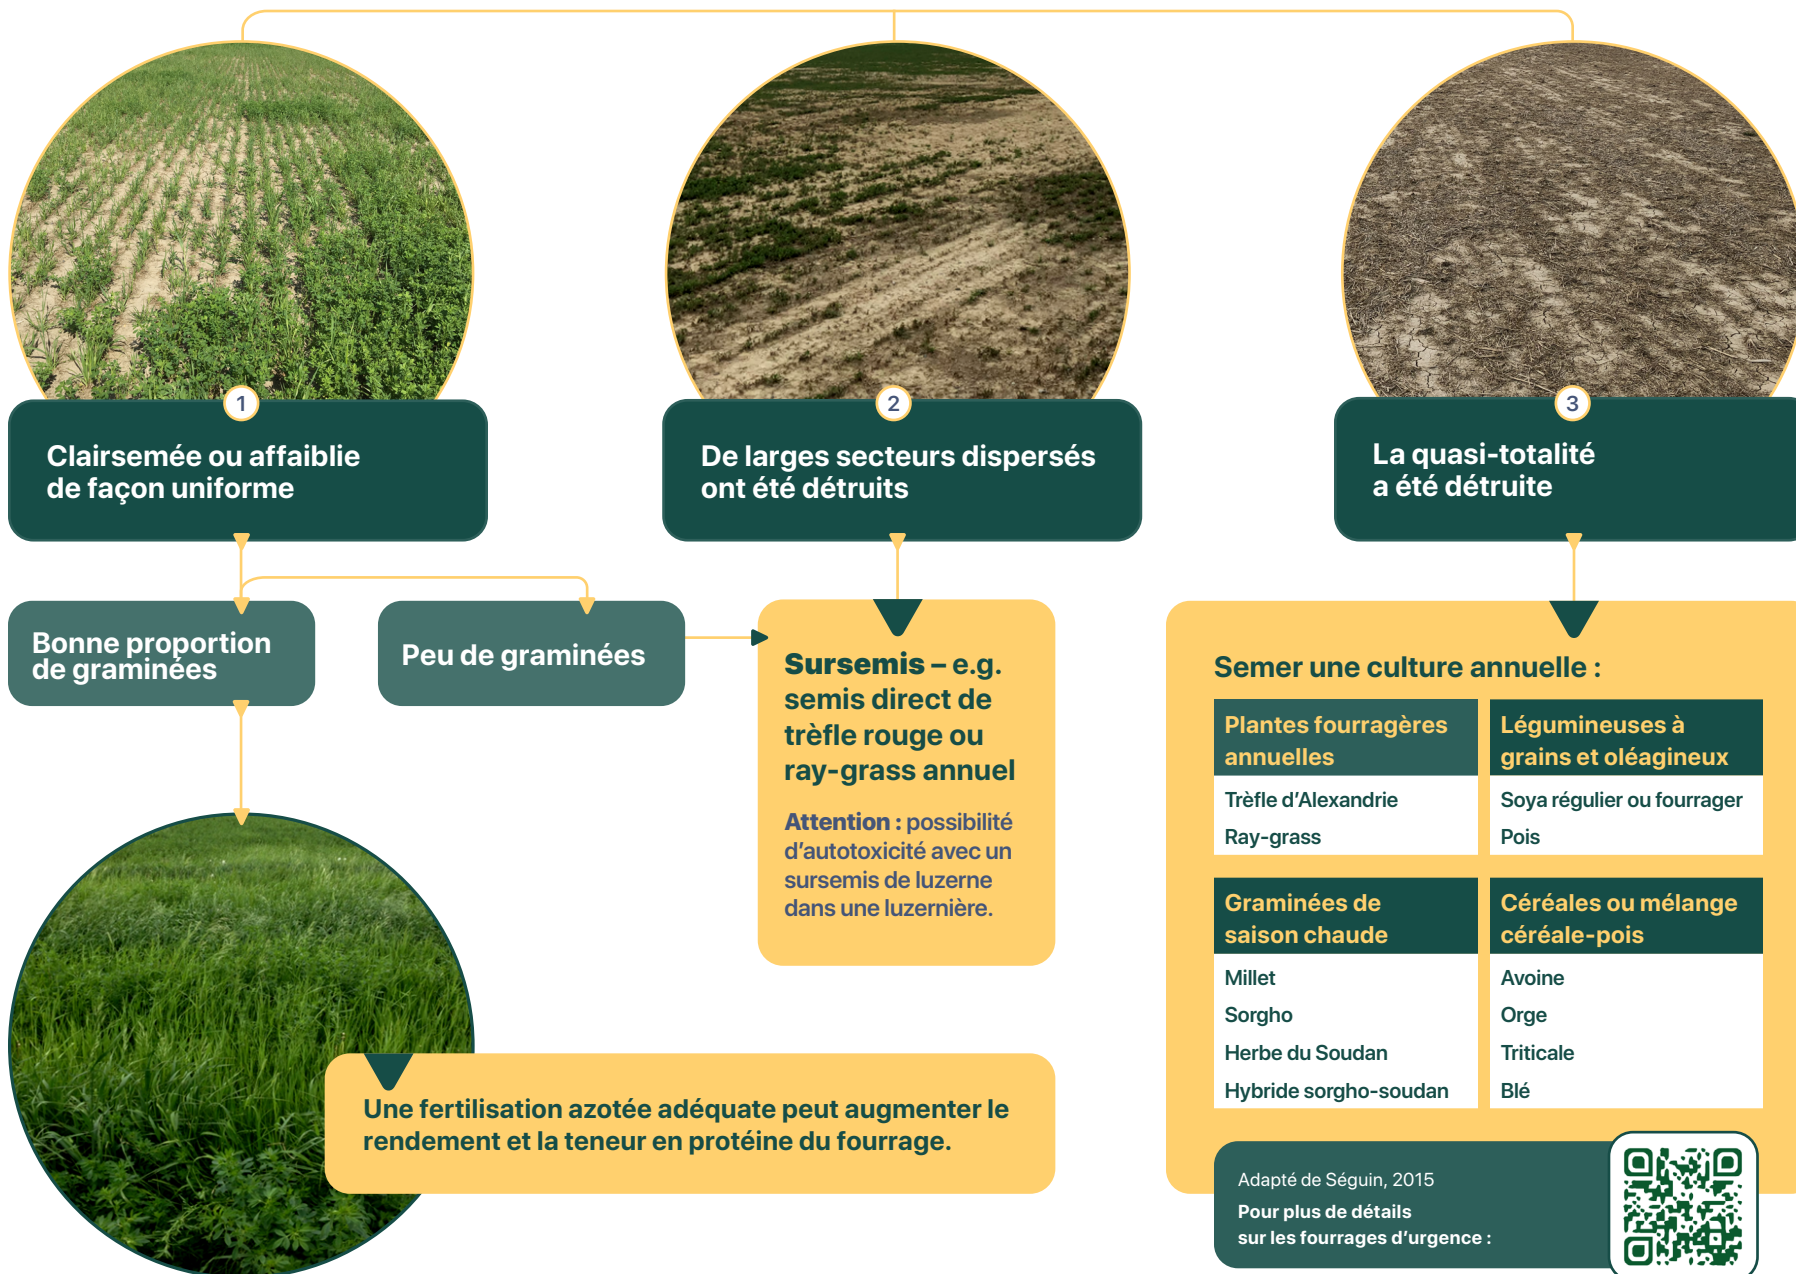 1
Clairsemée ou affaiblie
de façon uniforme
2
De larges secteurs dispersés
ont été détruits
3
La quasi-totalité
a été détruite
Bonne proportion
de graminées
Peu de graminées
Sursemis – e.g.
semis direct de
trèfle rouge ou
ray-grass annuel
Attention : possibilité
d'autotoxicité avec un
sursemis de luzerne
dans une luzernière.
Une fertilisation azotée adéquate peut augmenter le
rendement et la teneur en protéine du fourrage.
Semer une culture annuelle :
Plantes fourragères
annuelles
Trèfle d'Alexandrie
Ray-grass
Légumineuses à
grains et oléagineux
Soya régulier ou fourrager
Pois
Graminées de
saison chaude
Millet
Sorgho
Herbe du Soudan
Hybride sorgho-soudan
Céréales ou mélange
céréale-pois
Avoine
Orge
Triticale
Blé
Adapté de Séguin, 2015
Pour plus de détails
sur les fourrages d'urgence :